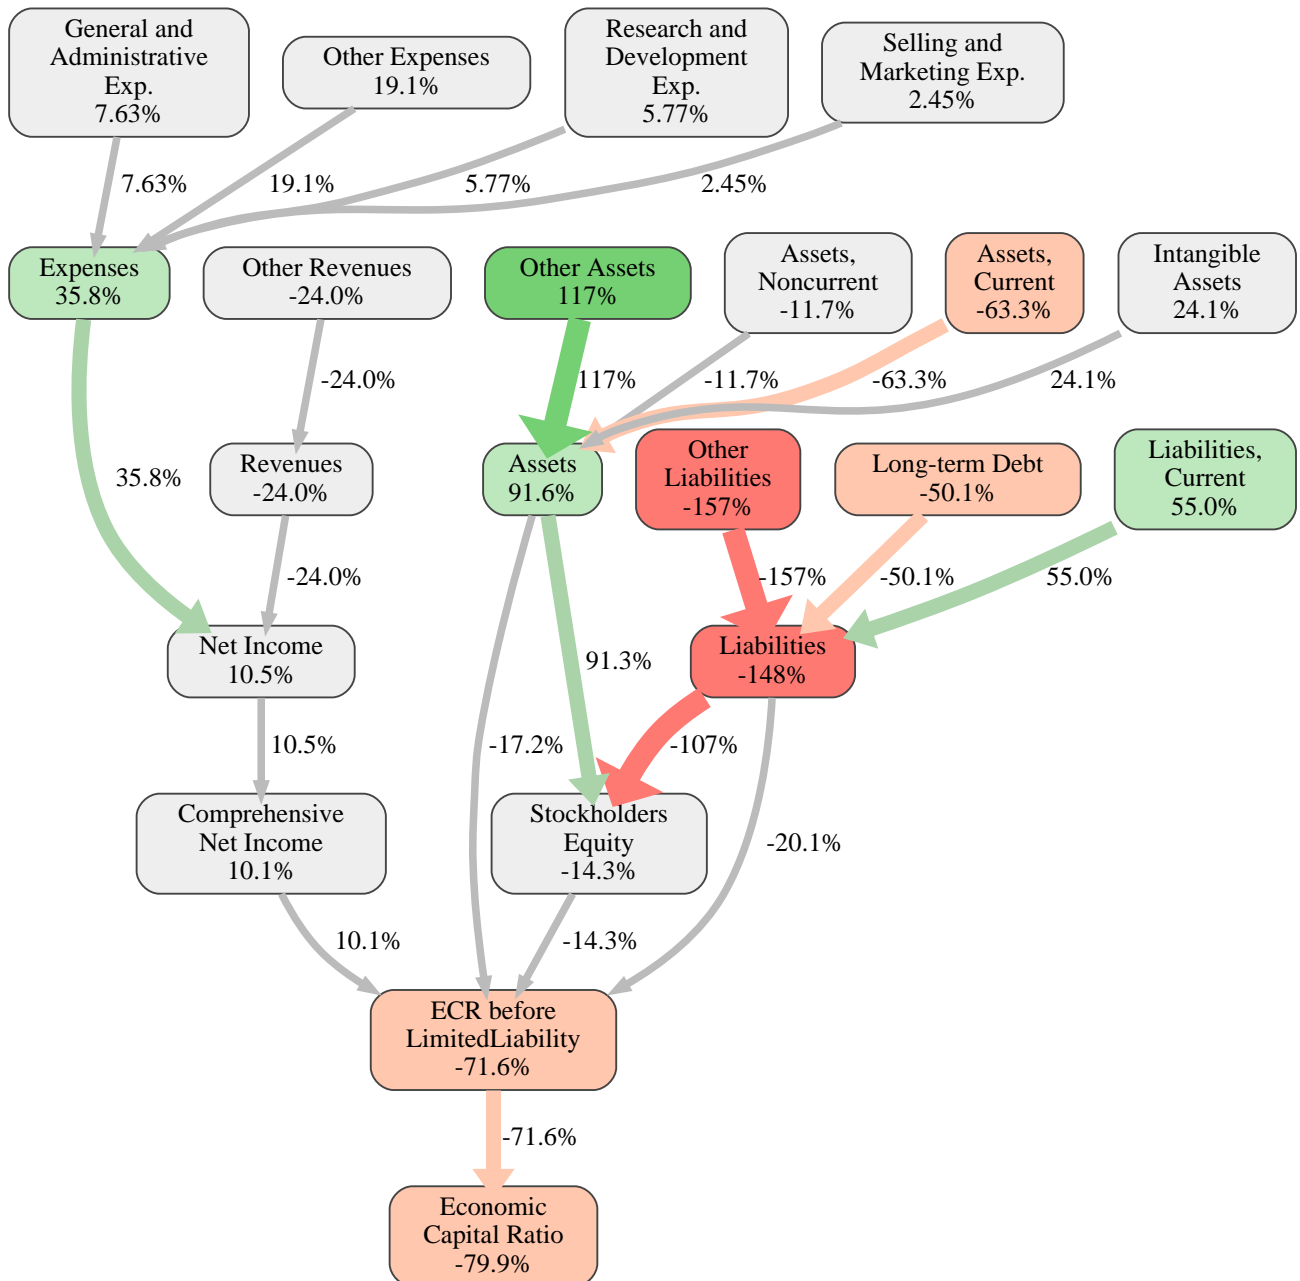 General and
Administrative
Exp.
7.63%
Other Expenses
19.1%
Research and
Development
Exp.
5.77%
Selling and
Marketing Exp.
2.45%
7.63%
19.1%
5.77%
2.45%
Expenses
35.8%
Other Revenues
-24.0%
Other Assets
117%
Assets,
Noncurrent
-11.7%
Assets,
Current
-63.3%
Intangible
Assets
24.1%
-24.0%
117%
-11.7%
-63.3%
24.1%
35.8%
Revenues
-24.0%
Assets
91.6%
Other
Liabilities
-157%
Long-term Debt
-50.1%
Liabilities,
Current
55.0%
-24.0%
-157%
-50.1%
55.0%
Net Income
10.5%
91.3%
Liabilities
-148%
10.5%
-17.2%
-107%
Comprehensive
Net Income
10.1%
Stockholders
Equity
-14.3%
-20.1%
10.1%
-14.3%
ECR before
LimitedLiability
-71.6%
-71.6%
Economic
Capital Ratio
-79.9%